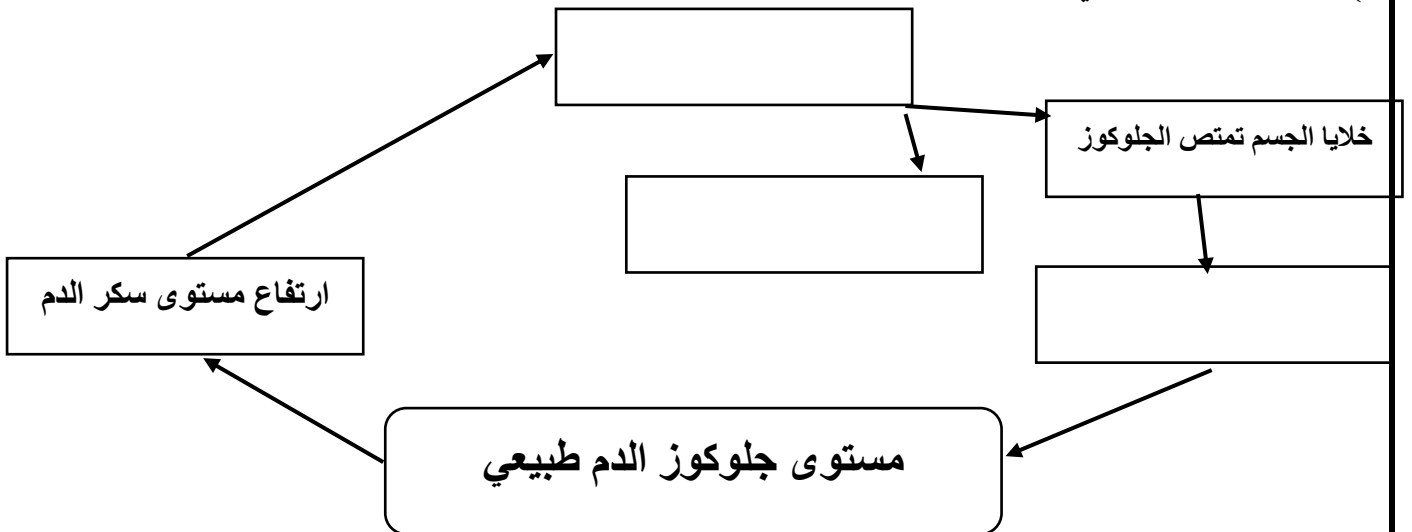 خلايا الجسم تمتص الجلوكوز
ارتفاع مستوى سكر الدم
مستوى جلوكوز الدم طبيعي